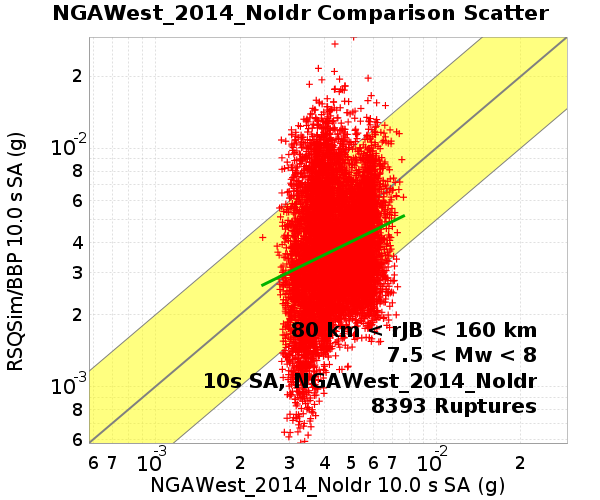 NGAWest_2014_NoIdr Comparison Scatter
RSQSim/BBP 10.0 s SA (g)
2
10-2
8
6
4
3
2
10-3
8
6
80 km < rJB < 160 km
7.5 < Mw < 8
10s SA, NGAWest_2014_NoIdr
8393 Ruptures
6 7 10-3 2 3 4 5 6 7 10-2 2
NGAWest_2014_NoIdr 10.0 s SA (g)